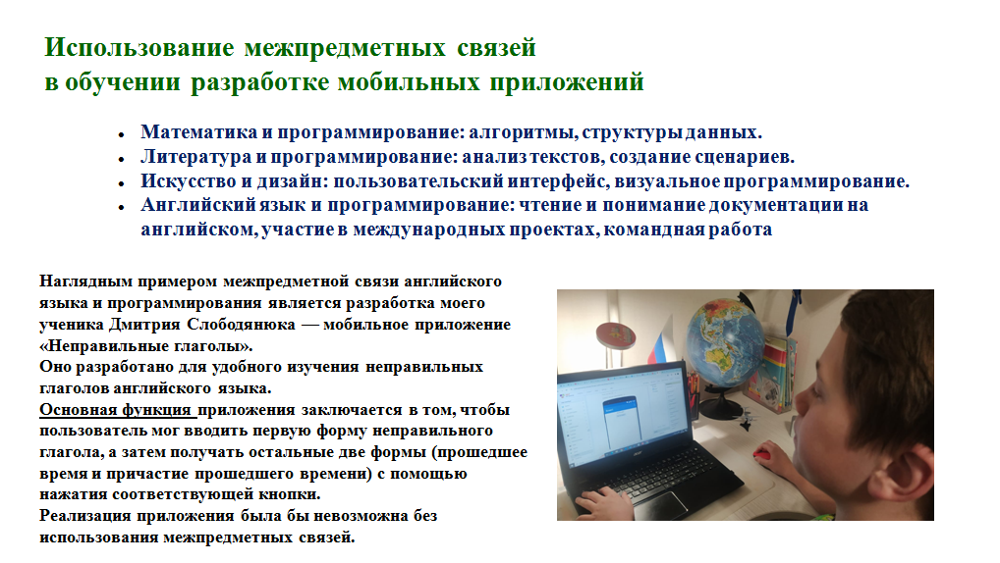 Использование межпредметных связей
в обучении разработке мобильных приложений
Математика и программирование: алгоритмы, структуры данных.
Литература и программирование: анализ текстов, создание сценариев.
Искусство и дизайн: пользовательский интерфейс, визуальное программирование.
Английский язык и программирование: чтение и понимание документации на
английском, участие в международных проектах, командная работа
Наглядным примером межпредметной связи английского
языка и программирования является разработка моего
ученика Дмитрия Слободянюка — мобильное приложение
«Неправильные глаголы».
Оно разработано для удобного изучения неправильных
глаголов английского языка.
Основная функция приложения заключается в том, чтобы
пользователь мог вводить первую форму неправильного
глагола, а затем получать остальные две формы (прошедшее
время и причастие прошедшего времени) с помощью
нажатия соответствующей кнопки.
Реализация приложения была бы невозможна без
использования межпредметных связей.
acer